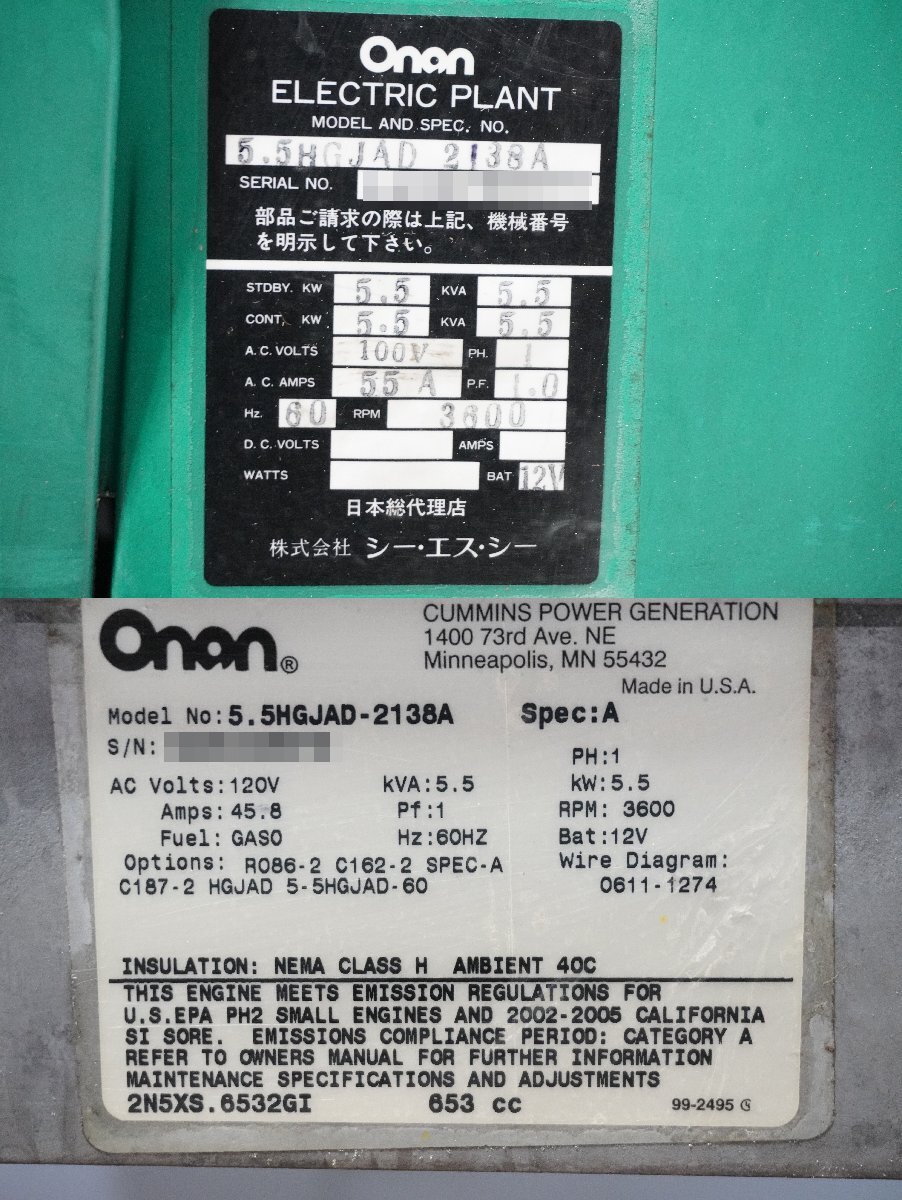 Onan
ELECTRIC PLANT
MODEL AND SPEC. NO.
5.5HGJAD 2138A
SERIAL NO.
部品ご請求の際は上記、機械番号
を明示して下さい。
STDBY. KW 5.5 KVA 5.5
CONT. KW 5.5 KVA 5.5
A.C. VOLTS 100V PH. 1
A.C. AMPS 55 A P.F. 1.0
Hz. 60 RPM 3600
D.C. VOLTS AMPS
WATTS BAT 12V
日本総代理店
株式会社 シー・エス・シー
Onan®
CUMMINS POWER GENERATION
1400 73rd Ave. NE
Minneapolis, MN 55432
Made in U.S.A.
Model No:5.5HGJAD-2138A Spec:A
S/N:
PH:1
AC Volts:120V kVA:5.5 kW:5.5
Amps:45.8 Pf:1 RPM: 3600
Fuel: GASO Hz:60HZ Bat:12V
Options: R086-2 C162-2 SPEC-A Wire Diagram:
C187-2 HGJAD 5-5HGJAD-60 0611-1274
INSULATION: NEMA CLASS H AMBIENT 40C
THIS ENGINE MEETS EMISSION REGULATIONS FOR
U.S.EPA PH2 SMALL ENGINES AND 2002-2005 CALIFORNIA
SI SORE. EMISSIONS COMPLIANCE PERIOD: CATEGORY A
REFER TO OWNERS MANUAL FOR FURTHER INFORMATION
MAINTENANCE SPECIFICATIONS AND ADJUSTMENTS
2N5XS.6532GI 653 cc 99-2495